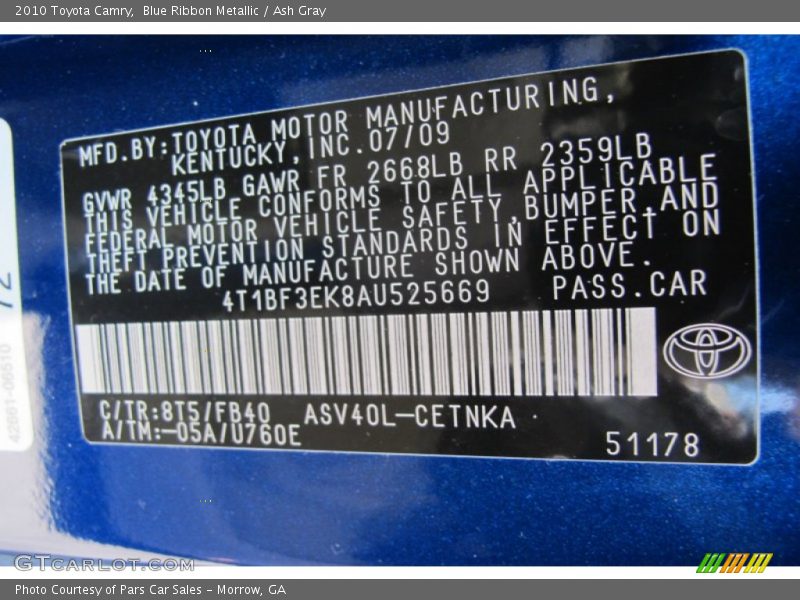 2010 Toyota Camry,  Blue Ribbon Metallic / Ash Gray
MFD.BY:TOYOTA MOTOR MANUFACTURING,
KENTUCKY,INC.07/09
GVWR 4345LB GAWR FR 2668LB RR 2359LB
THIS VEHICLE CONFORMS TO ALL APPLICABLE
FEDERAL MOTOR VEHICLE SAFETY,BUMPER,AND
THEFT PREVENTION STANDARDS IN EFFECT ON
THE DATE OF MANUFACTURE SHOWN ABOVE.
4T1BF3EK8AU525669 PASS.CAR
C/TR:8T5/FB40 ASV40L-CETNKA
A/TM:-05A/U760E
51178
42661-06510
GTCARLOT.COM
Photo Courtesy of Pars Car Sales - Morrow, GA